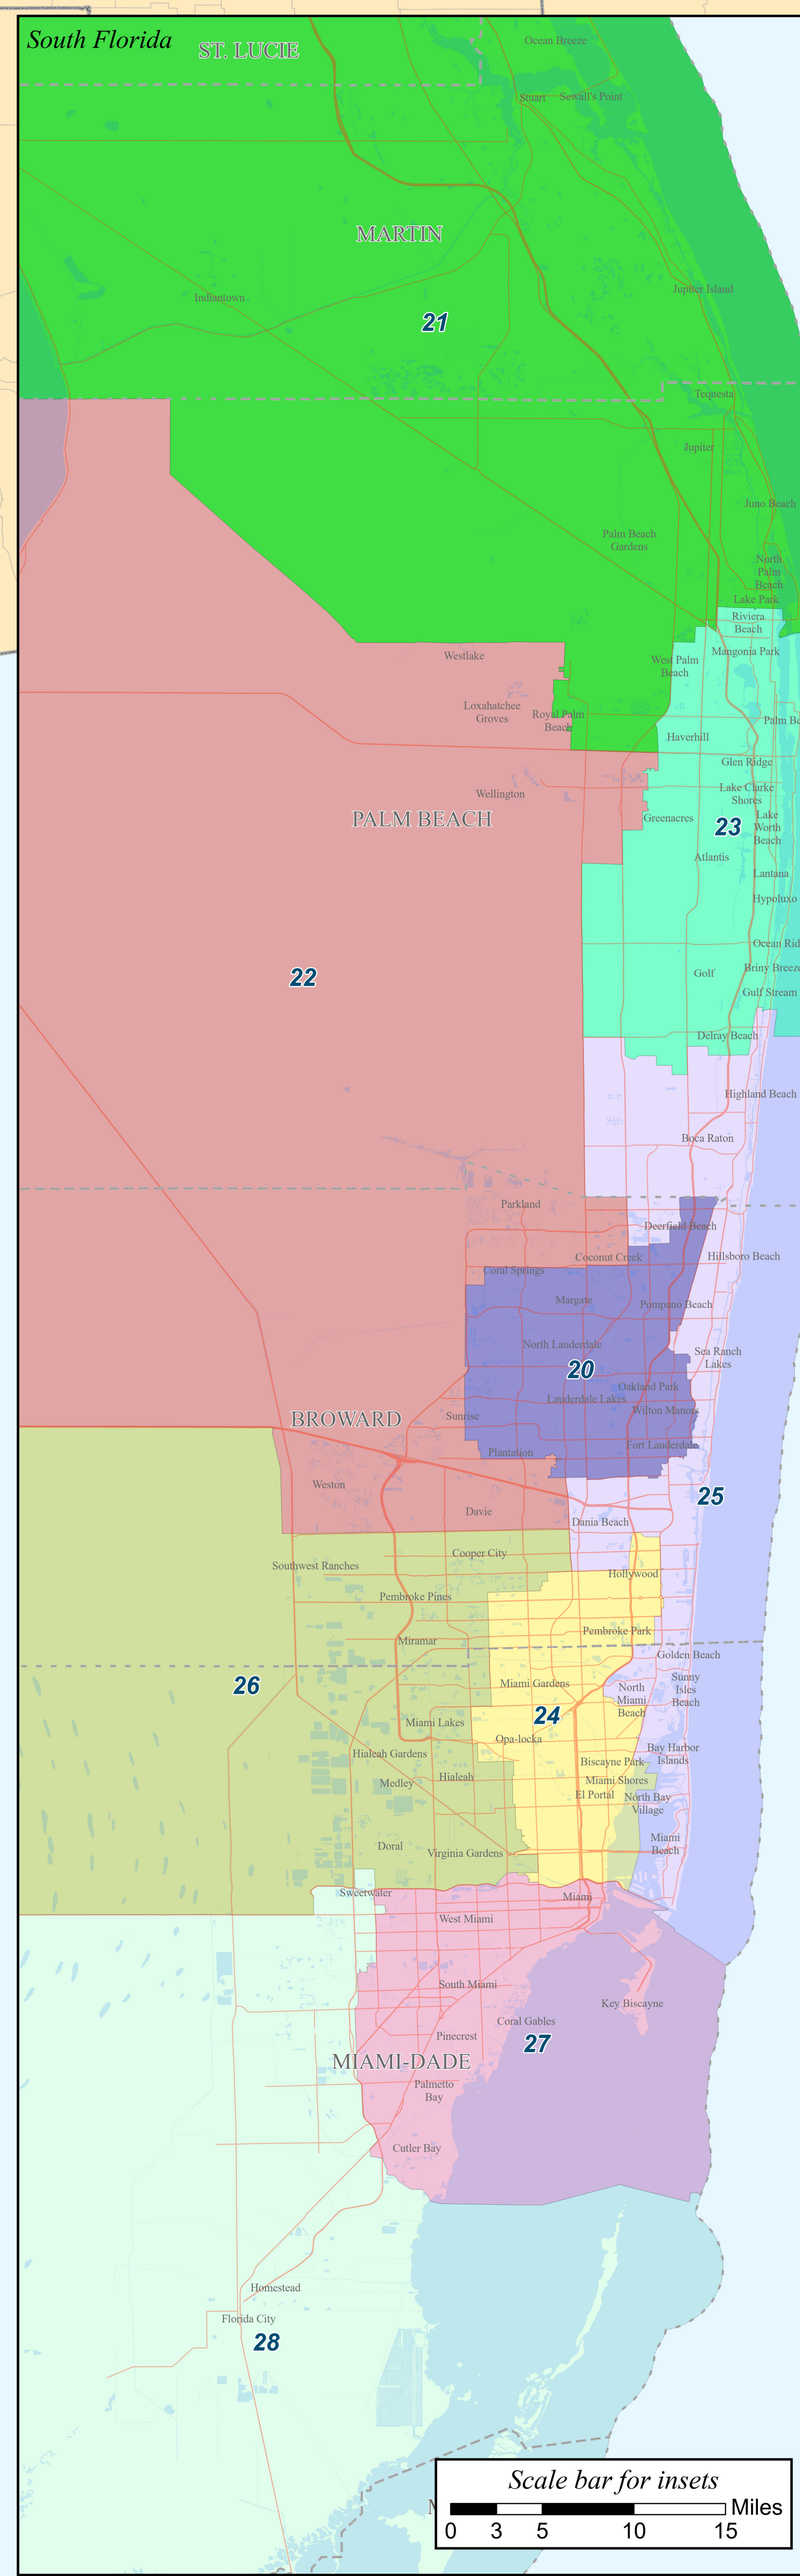 South Florida
ST. LUCIE
Ocean Breeze
Stuart
Sewall's Point
MARTIN
Jupiter Island
Indiantown
21
Tequesta
Jupiter
Juno Beach
Palm Beach
Gardens
North
Palm
Beach
Lake Park
Riviera
Beach
Mangonia Park
Westlake
West Palm
Beach
Loxahatchee
Groves
Royal Palm
Beach
Palm Be
Haverhill
Glen Ridge
Wellington
Lake Clarke
Shores
PALM BEACH
Greenacres
23
Lake
Worth
Beach
Atlantis
Lantana
Hypoluxo
Ocean Rid
Briny Breeze
Golf
22
Gulf Stream
Delray Beach
Highland Beach
Boca Raton
Parkland
Deerfield Beach
Coconut Creek
Hillsboro Beach
Coral Springs
Margate
Pompano Beach
North Lauderdale
Sea Ranch
Lakes
20
Oakland Park
Lauderdale Lakes
Wilton Manors
BROWARD
Sunrise
Fort Lauderdale
Plantation
Weston
25
Davie
Dania Beach
Cooper City
Southwest Ranches
Hollywood
Pembroke Pines
Pembroke Park
Miramar
Golden Beach
26
Miami Gardens
North
Miami
Beach
Sunny
Isles
Beach
24
Miami Lakes
Opa-locka
Hialeah Gardens
Bay Harbor
Islands
Biscayne Park
Medley
Hialeah
Miami Shores
El Portal
North Bay
Village
Doral
Virginia Gardens
Miami
Beach
Sweetwater
Miami
West Miami
South Miami
Key Biscayne
Coral Gables
Pinecrest
27
MIAMI-DADE
Palmetto
Bay
Cutler Bay
Homestead
Florida City
28
Scale bar for insets
Miles
0 3 5 10 15